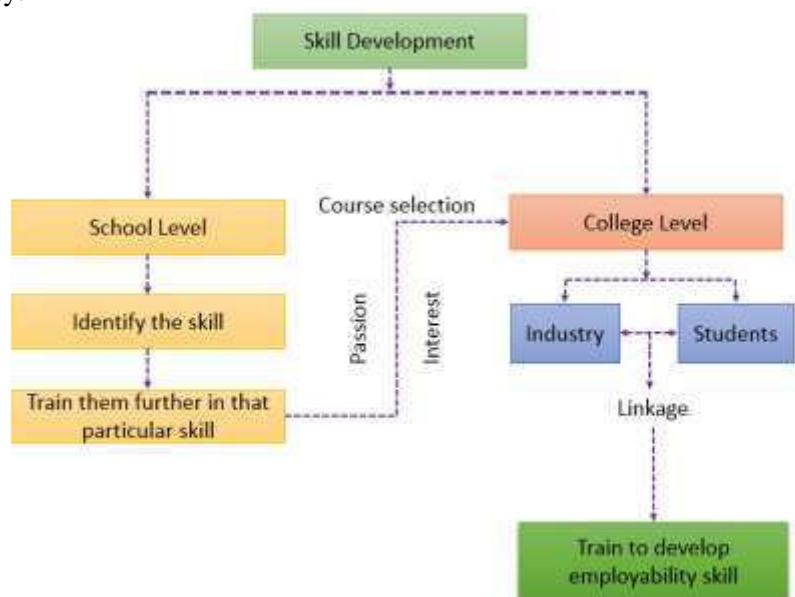 y.
Skill Development
School Level
Course selection
College Level
Identify the skill
Passion
Interest
Industry
Students
Train them further in that
particular skill
Linkage
Train to develop
employability skill